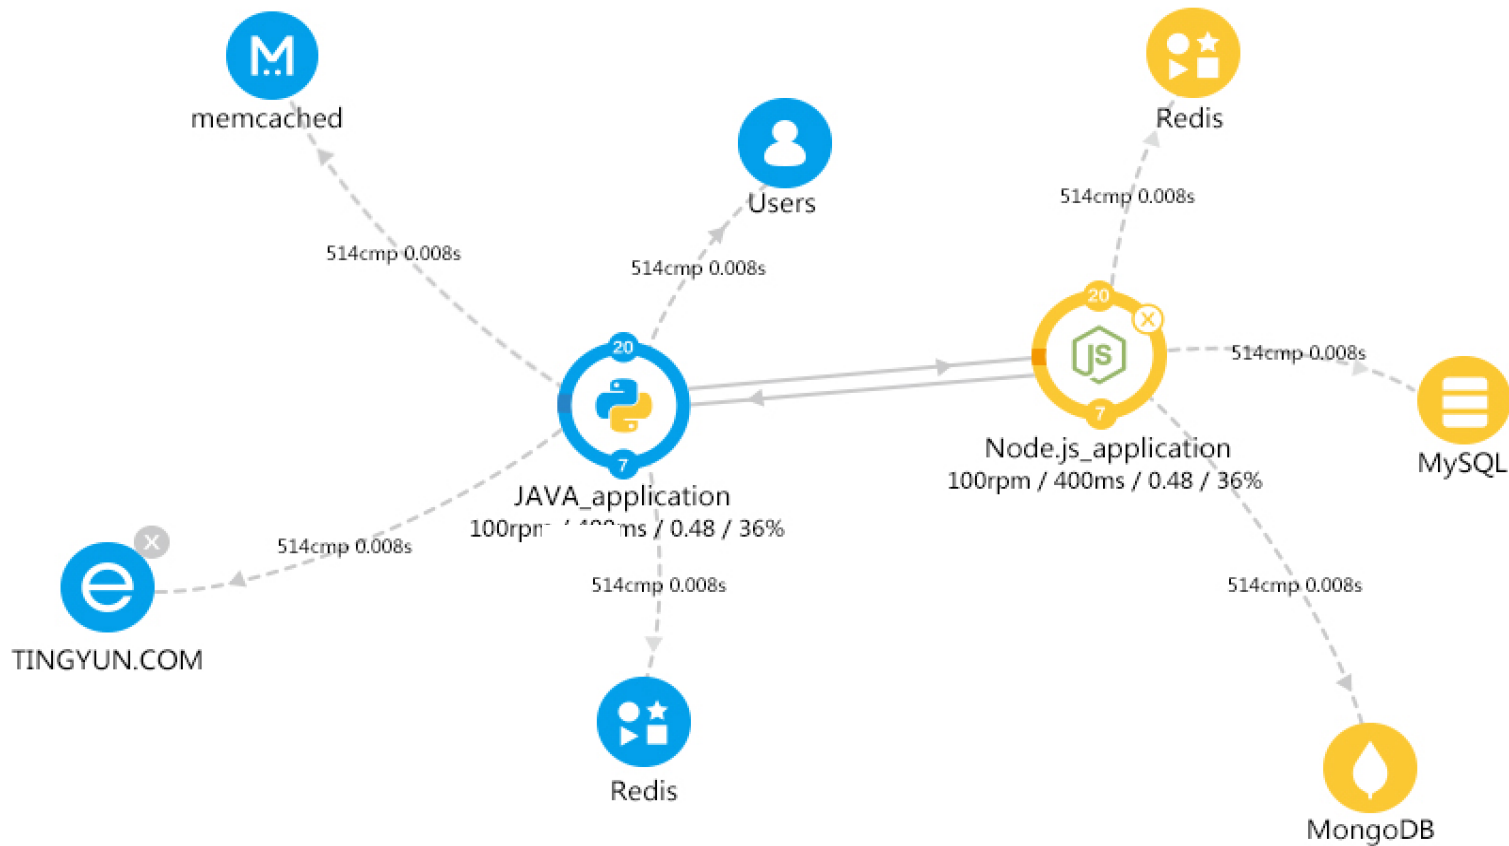 memcached
Redis
Users
514cmp 0.008s
514cmp 0.008s
514cmp 0.008s
20
X
JS
514cmp 0.008s
7
20
7
Node.js_application
100rpm / 400ms / 0.48 / 36%
MySQL
JAVA_application
100rpm / 400ms / 0.48 / 36%
X
514cmp 0.008s
514cmp 0.008s
514cmp 0.008s
TINGYUN.COM
Redis
MongoDB